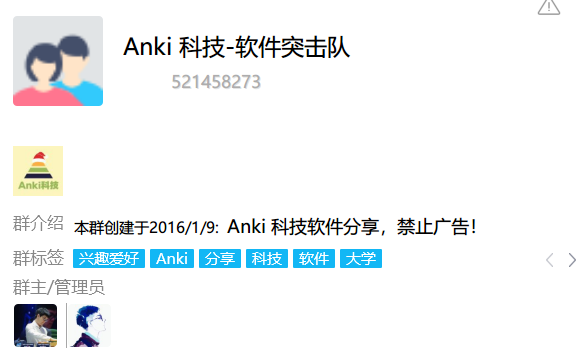 Anki 科技-软件突击队
521458273
Anki科技
群介绍 本群创建于2016/1/9: Anki 科技软件分享，禁止广告！
群标签 兴趣爱好 Anki 分享 科技 软件 大学
群主/管理员